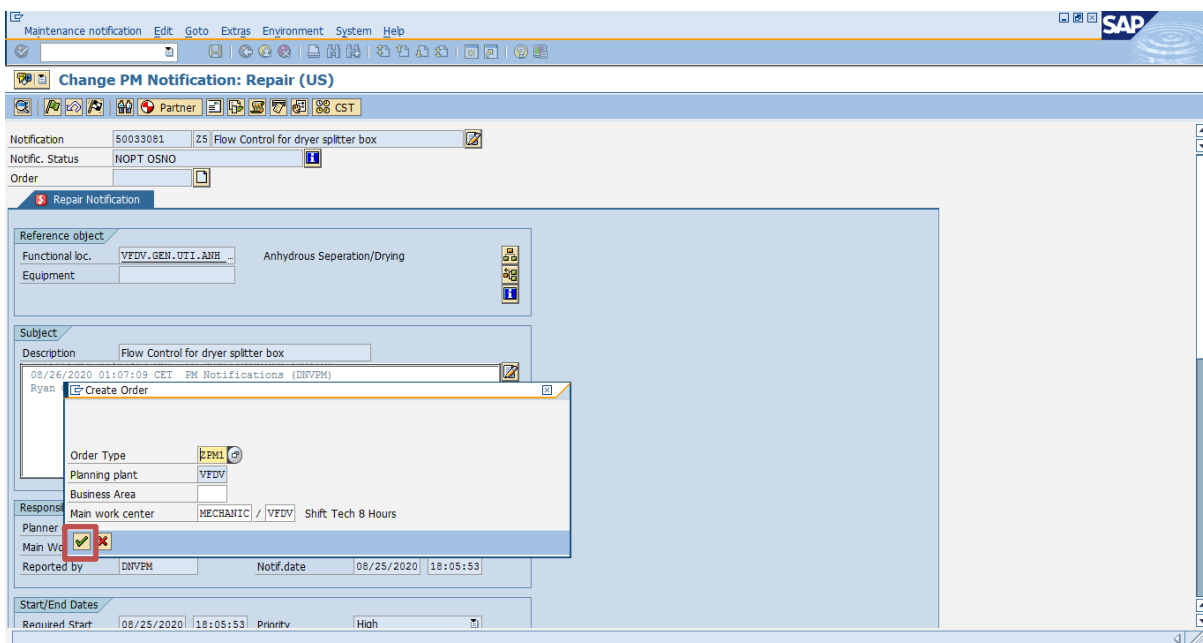 Maintenance notification Edit Goto Extras Environment System Help
SAP
Change PM Notification: Repair (US)
Partner CST
Notification 50033081 Z5 Flow Control for dryer splitter box
Notific. Status NOPT OSNO
Order
Repair Notification
Reference object
Functional loc. VFDV.GEN.UTI.ANH … Anhydrous Seperation/Drying
Equipment
Subject
Description Flow Control for dryer splitter box
08/26/2020 01:07:09 CET PM Notifications (DNVPM)
Ryan
Create Order
Order Type ZPM1
Planning plant VFDV
Business Area
Main work center MECHANIC / VFDV Shift Tech 8 Hours
Responsi
Planner
Main Wo
Reported by DNVPM Notif.date 08/25/2020 18:05:53
Start/End Dates
Required Start 08/25/2020 18:05:53 Priority High